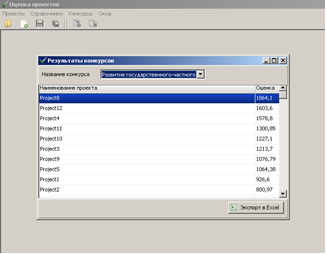 Оценка проектов
Проекты Справочники Конкурсы Окна
Результаты конкурсов
Название конкурса Развитие государственного-частного
Наименование проекта Оценка
Project8 1864,1
Project12 1603,6
Project4 1578,8
Project11 1300,85
Project10 1227,1
Project3 1213,7
Project9 1076,79
Project5 1064,38
Project1 926,6
Project2 800,97
Экспорт в Excel